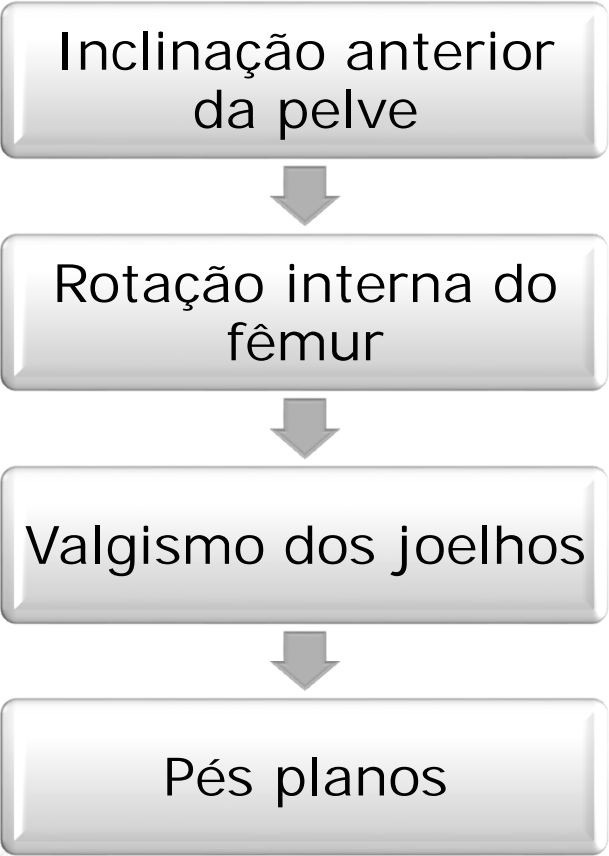 Inclinação anterior
da pelve
Rotação interna do
fêmur
Valgismo dos joelhos
Pés planos